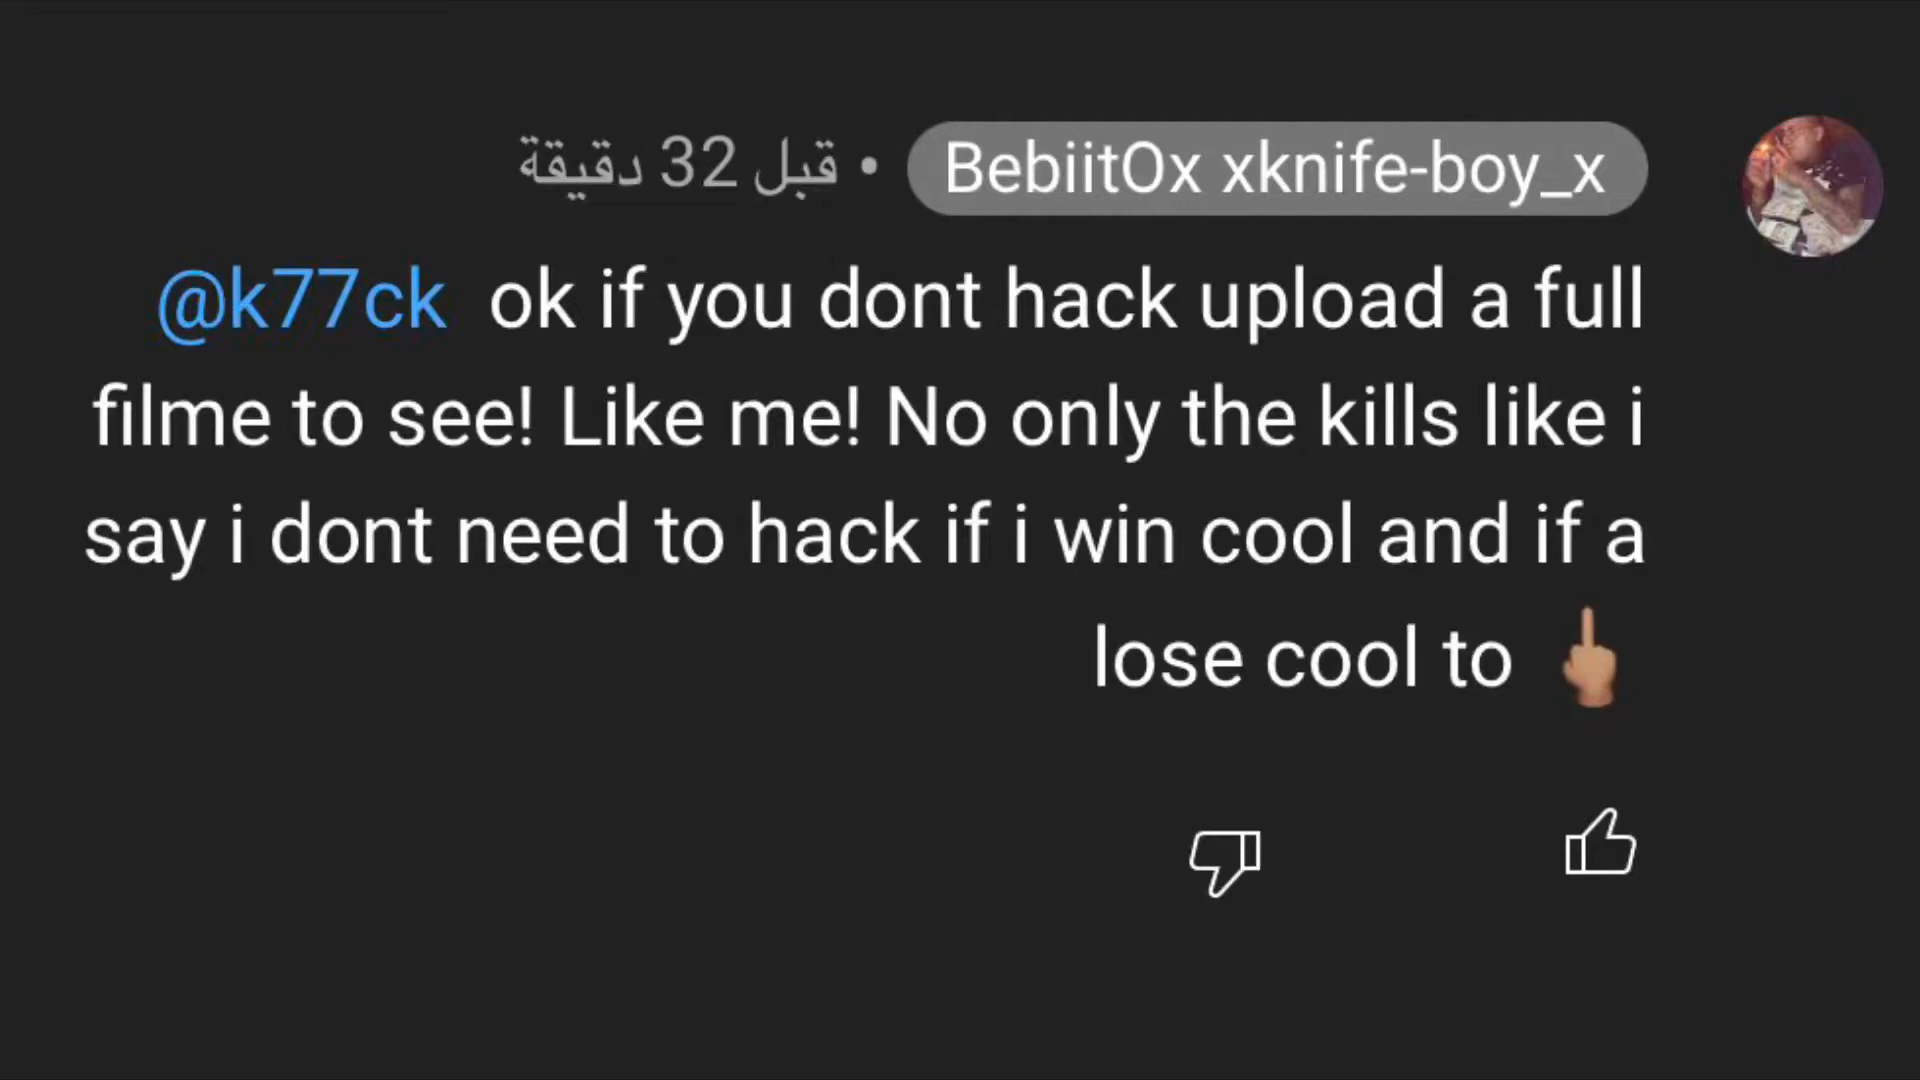 BebiitOx xknife-boy_x • قبل 32 دقيقة
@k77ck ok if you dont hack upload a full
filme to see! Like me! No only the kills like i
say i dont need to hack if i win cool and if a
lose cool to 🖕🏽